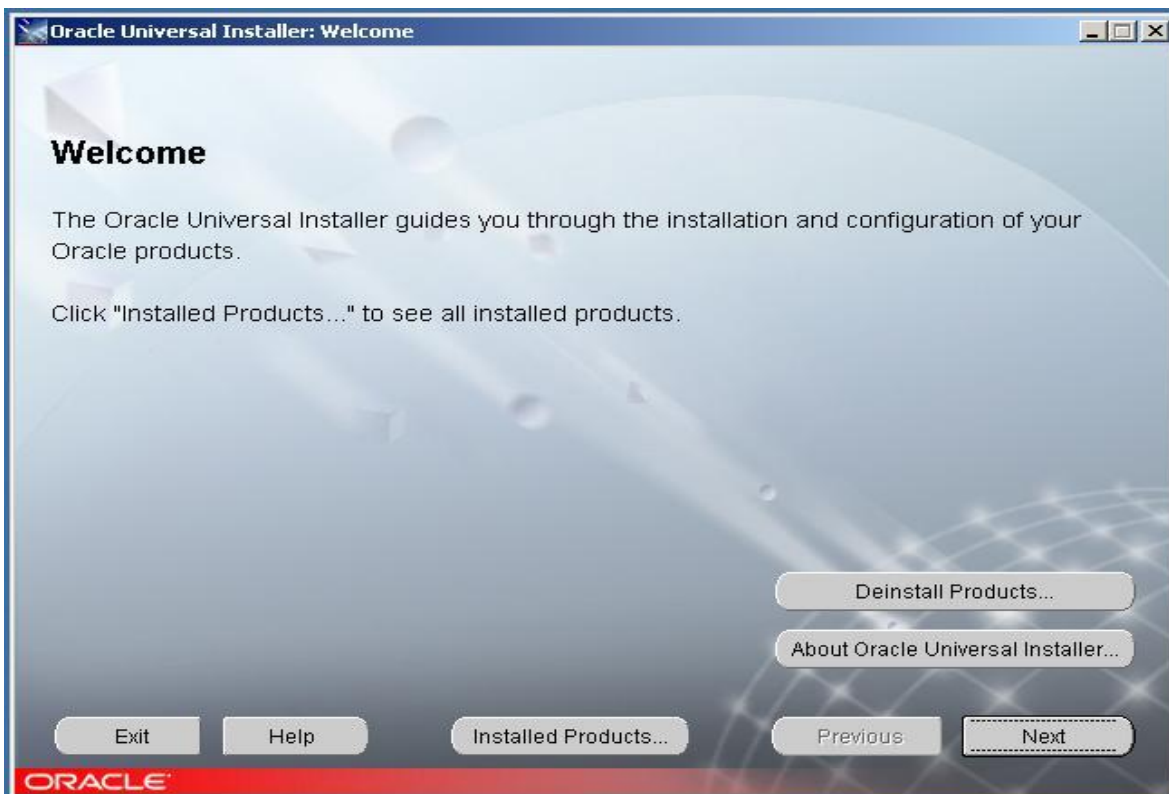 Oracle Universal Installer: Welcome
Welcome
The Oracle Universal Installer guides you through the installation and configuration of your
Oracle products.
Click "Installed Products..." to see all installed products.
Deinstall Products...
About Oracle Universal Installer...
Exit Help Installed Products... Previous Next
ORACLE